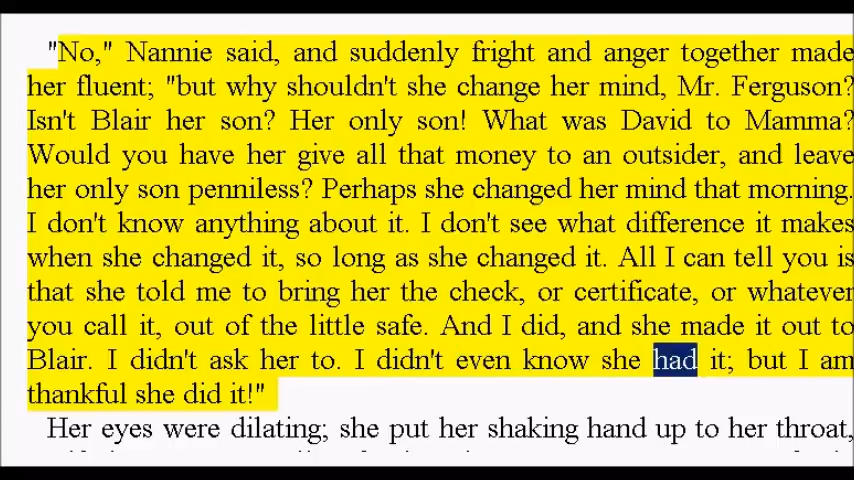 "No," Nannie said, and suddenly fright and anger together made
her fluent; "but why shouldn't she change her mind, Mr. Ferguson?
Isn't Blair her son? Her only son! What was David to Mamma?
Would you have her give all that money to an outsider, and leave
her only son penniless? Perhaps she changed her mind that morning.
I don't know anything about it. I don't see what difference it makes
when she changed it, so long as she changed it. All I can tell you is
that she told me to bring her the check, or certificate, or whatever
you call it, out of the little safe. And I did, and she made it out to
Blair. I didn't ask her to. I didn't even know she had it; but I am
thankful she did it!"
Her eyes were dilating; she put her shaking hand up to her throat,